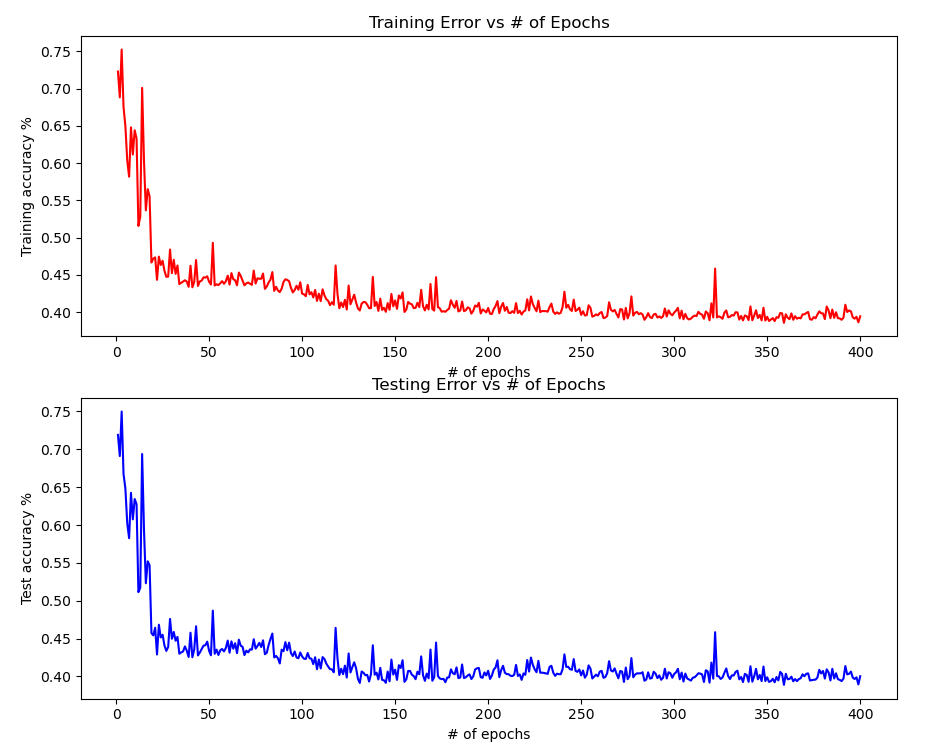 Training Error vs # of Epochs
Training accuracy %
0.75
0.70
0.65
0.60
0.55
0.50
0.45
0.40
0 50 100 150 200 250 300 350 400
# of epochs
Testing Error vs # of Epochs
Test accuracy %
0.75
0.70
0.65
0.60
0.55
0.50
0.45
0.40
0 50 100 150 200 250 300 350 400
# of epochs